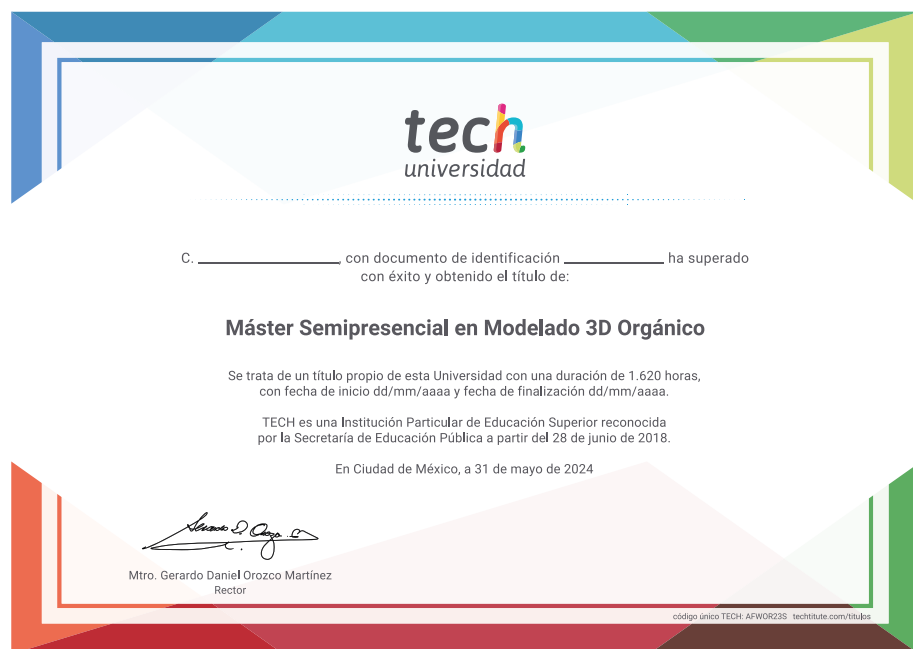 tech
universidad
C. ____________, con documento de identificación ____________ ha superado
con éxito y obtenido el título de:
Máster Semipresencial en Modelado 3D Orgánico
Se trata de un título propio de esta Universidad con una duración de 1.620 horas,
con fecha de inicio dd/mm/aaaa y fecha de finalización dd/mm/aaaa.
TECH es una Institución Particular de Educación Superior reconocida
por la Secretaría de Educación Pública a partir del 28 de junio de 2018.
En Ciudad de México, a 31 de mayo de 2024
Mtro. Gerardo Daniel Orozco Martínez
Rector
código único TECH: AFWOR23S techtitute.com/titulos